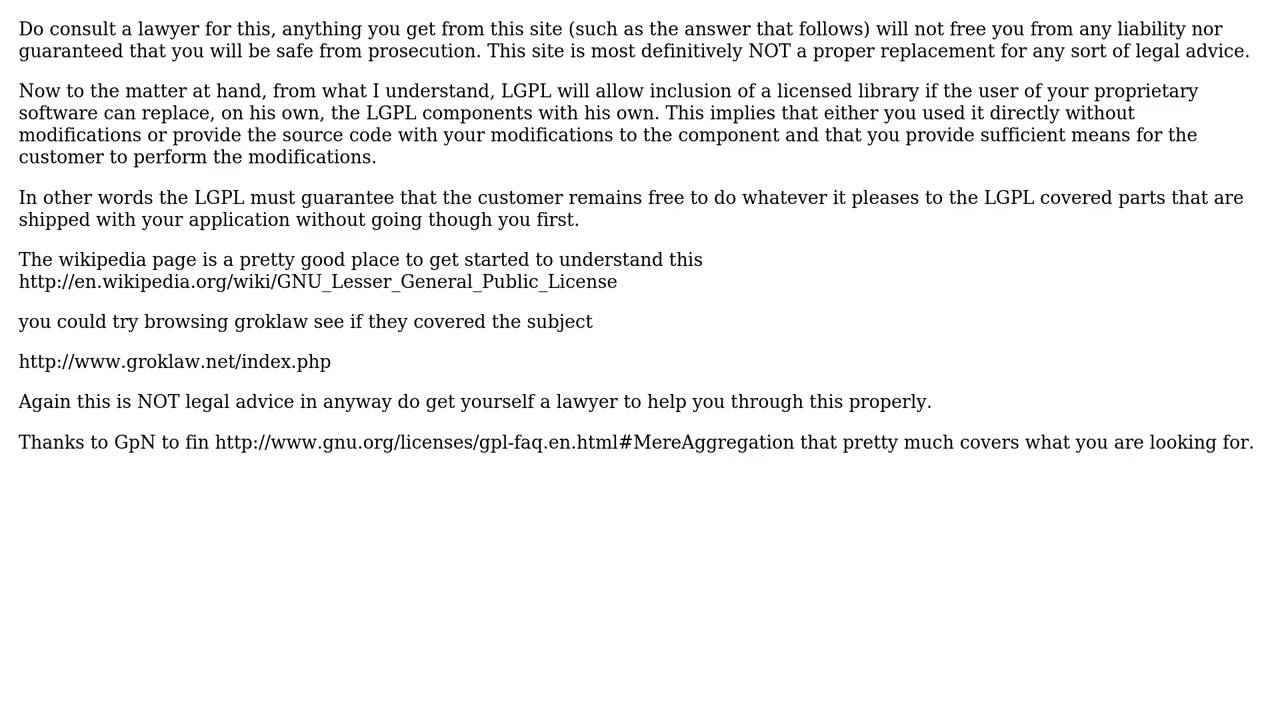 Do consult a lawyer for this, anything you get from this site (such as the answer that follows) will not free you from any liability nor
guaranteed that you will be safe from prosecution. This site is most definitively NOT a proper replacement for any sort of legal advice.
Now to the matter at hand, from what I understand, LGPL will allow inclusion of a licensed library if the user of your proprietary
software can replace, on his own, the LGPL components with his own. This implies that either you used it directly without
modifications or provide the source code with your modifications to the component and that you provide sufficient means for the
customer to perform the modifications.
In other words the LGPL must guarantee that the customer remains free to do whatever it pleases to the LGPL covered parts that are
shipped with your application without going though you first.
The wikipedia page is a pretty good place to get started to understand this
http://en.wikipedia.org/wiki/GNU_Lesser_General_Public_License
you could try browsing groklaw see if they covered the subject
http://www.groklaw.net/index.php
Again this is NOT legal advice in anyway do get yourself a lawyer to help you through this properly.
Thanks to GpN to fin http://www.gnu.org/licenses/gpl-faq.en.html#MereAggregation that pretty much covers what you are looking for.